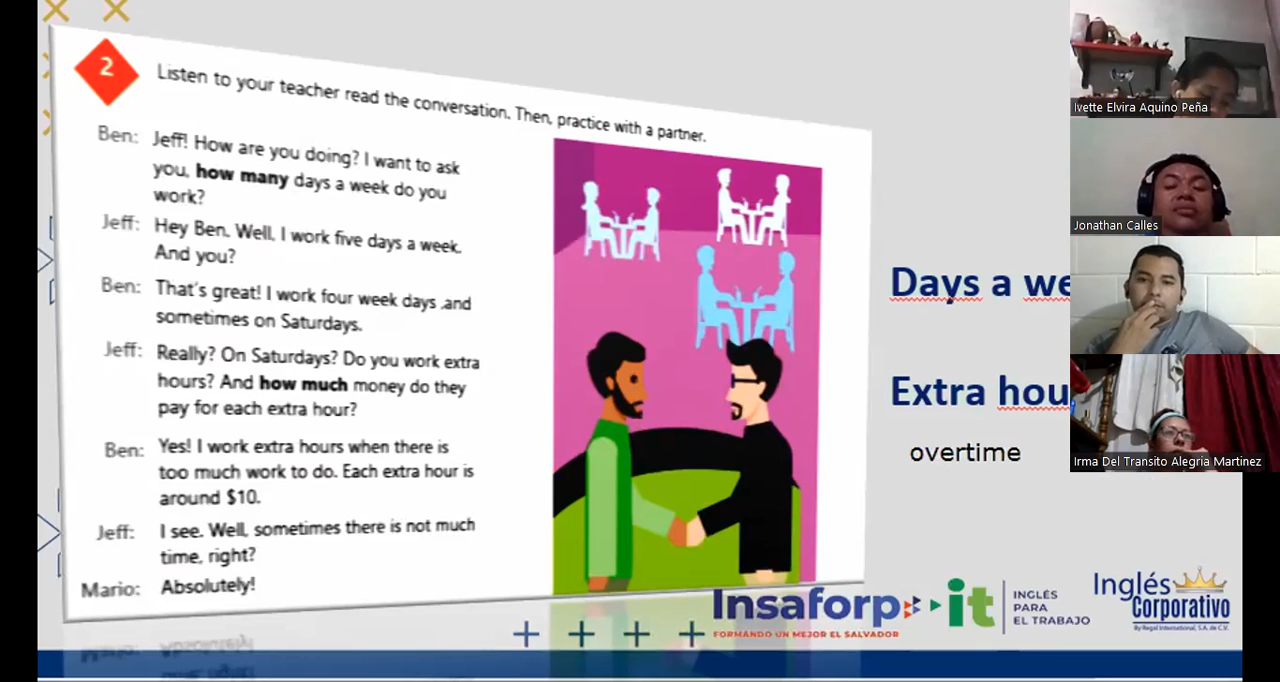 2
Listen to your teacher read the conversation. Then, practice with a partner.
Ben: Jeff! How are you doing? I want to ask
you, how many days a week do you
work?
Jeff: Hey Ben. Well, I work five days a week.
And you?
Ben: That's great! I work four week days .and
sometimes on Saturdays.
Jeff: Really? On Saturdays? Do you work extra
hours? And how much money do they
pay for each extra hour?
Ben: Yes! I work extra hours when there is
too much work to do. Each extra hour is
around $10.
Jeff: I see. Well, sometimes there is not much
time, right?
Mario: Absolutely!
Days a we
Extra hou
overtime
Ivette Elvira Aquino Peña
Jonathan Calles
Irma Del Transito Alegria Martinez
Insaforp
FORMANDO UN MEJOR EL SALVADOR
it
INGLÉS
PARA
EL TRABAJO
Inglés
Corporativo
By Regal International, S.A. de C.V.